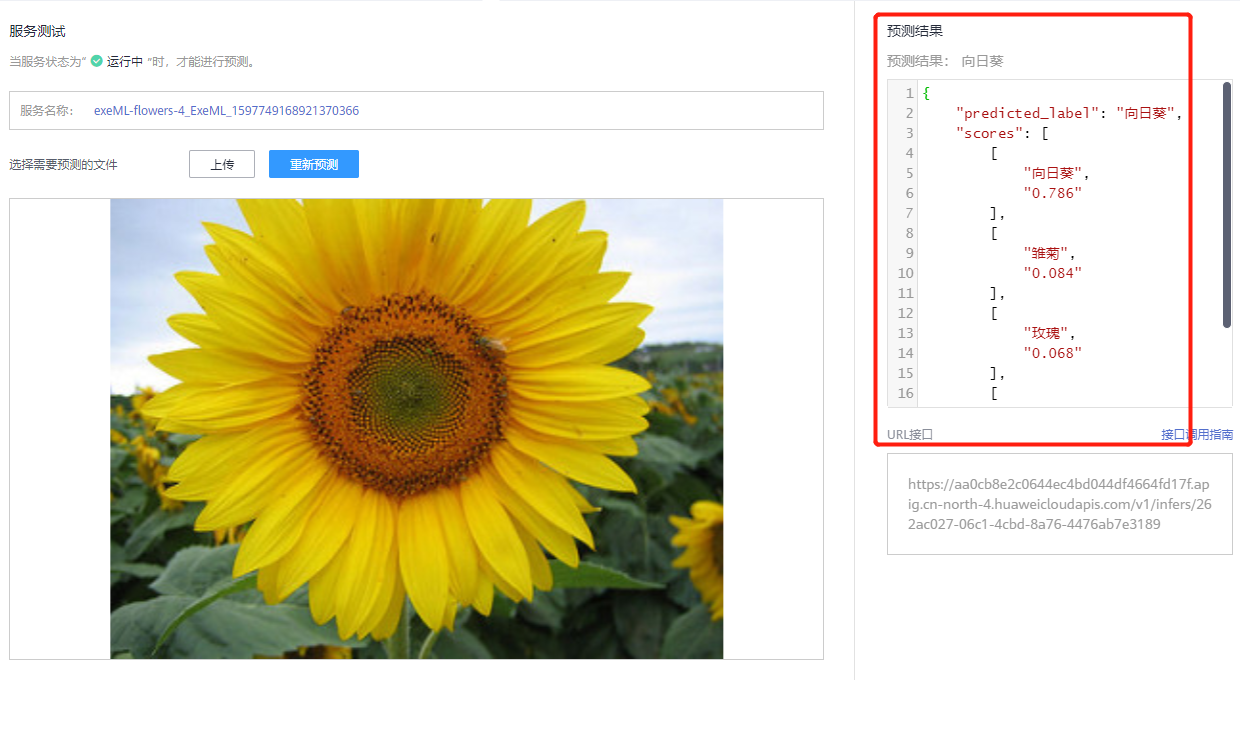 服务测试
当服务状态为“ 运行中 ”时，才能进行预测。
服务名称： exeML-flowers-4_ExeML_1597749168921370366
选择需要预测的文件 上传 重新预测
预测结果
预测结果： 向日葵
1 {
2 "predicted_label": "向日葵",
3 "scores": [
4 [
5 "向日葵",
6 "0.786"
7 ],
8 [
9 "雏菊",
10 "0.084"
11 ],
12 [
13 "玫瑰",
14 "0.068"
15 ],
16 [
URL接口 接口调用指南
https://aa0cb8e2c0644ec4bd044df4664fd17f.ap
ig.cn-north-4.huaweicloudapis.com/v1/infers/26
2ac027-06c1-4cbd-8a76-4476ab7e3189